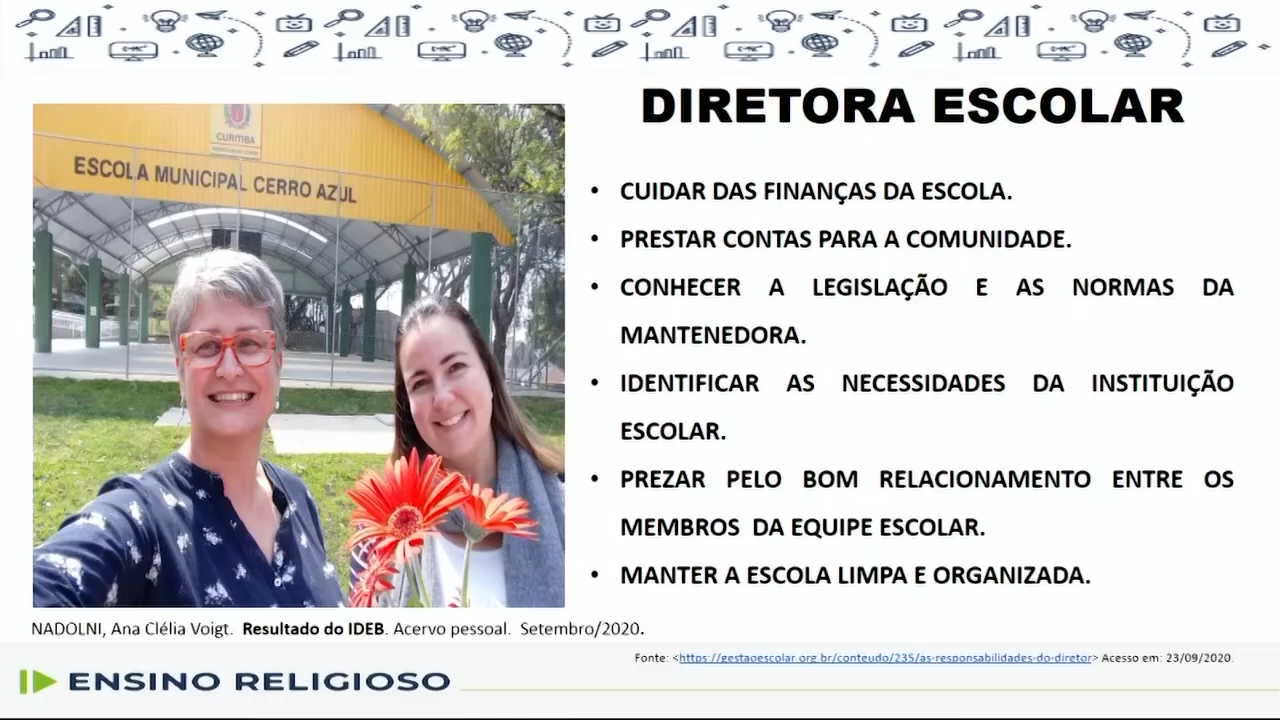 DIRETORA ESCOLAR
CURITIBA
ESCOLA MUNICIPAL CERRO AZUL
• CUIDAR DAS FINANÇAS DA ESCOLA.
• PRESTAR CONTAS PARA A COMUNIDADE.
• CONHECER A LEGISLAÇÃO E AS NORMAS DA
MANTENEDORA.
• IDENTIFICAR AS NECESSIDADES DA INSTITUIÇÃO
ESCOLAR.
• PREZAR PELO BOM RELACIONAMENTO ENTRE OS
MEMBROS DA EQUIPE ESCOLAR.
• MANTER A ESCOLA LIMPA E ORGANIZADA.
NADOLNI, Ana Clélia Voigt. Resultado do IDEB. Acervo pessoal. Setembro/2020.
Fonte: <https://gestaoescolar.org.br/conteudo/235/as-responsabilidades-do-diretor> Acesso em: 23/09/2020.
ENSINO RELIGIOSO